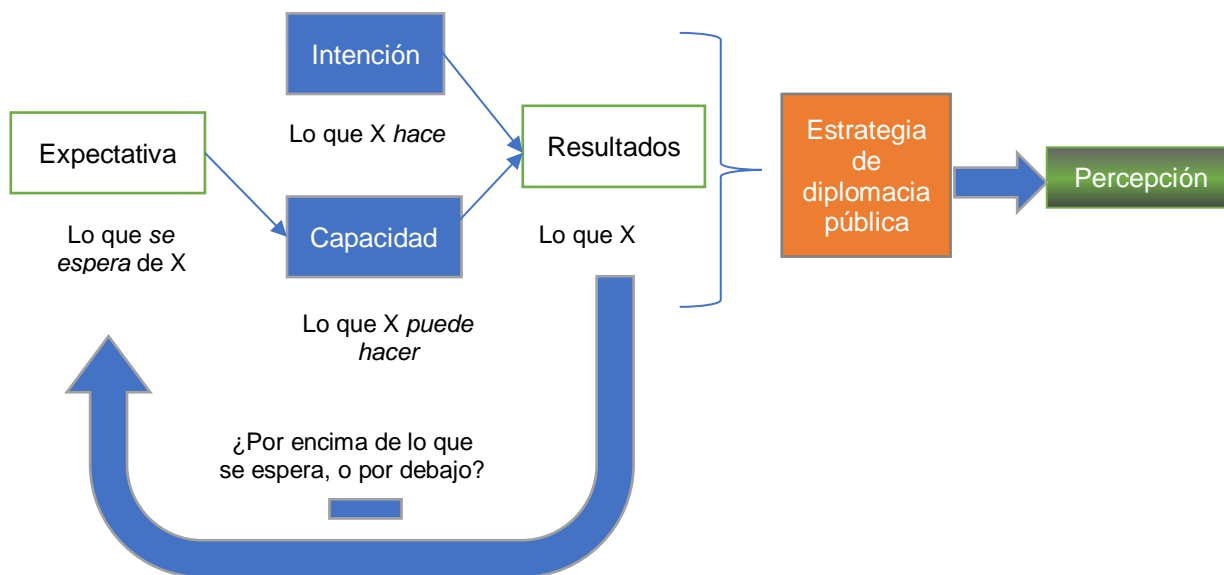 Intención
Lo que X hace
Expectativa
Lo que se
espera de X
Capacidad
Lo que X puede
hacer
Resultados
Lo que X
¿Por encima de lo que
se espera, o por debajo?
Estrategia
de
diplomacia
pública
Percepción